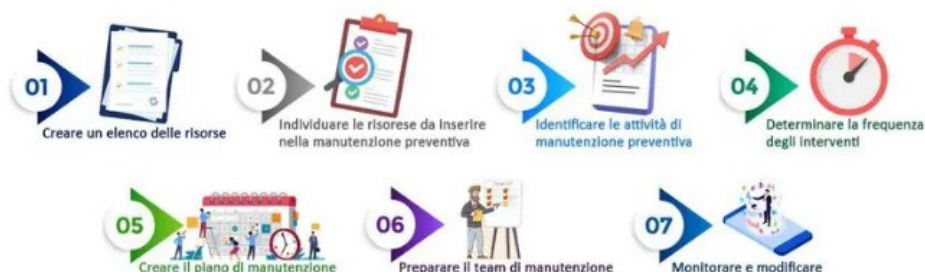 01
Creare un elenco delle risorse
02
Individuare le risorese da inserire
nella manutenzione preventiva
03
Identificare le attività di
manutenzione preventiva
04
Determinare la frequenza
degli interventi
05
Creare il plano di manutenzione
06
Preparare il team di manutenzione
07
Monitorare e modificare